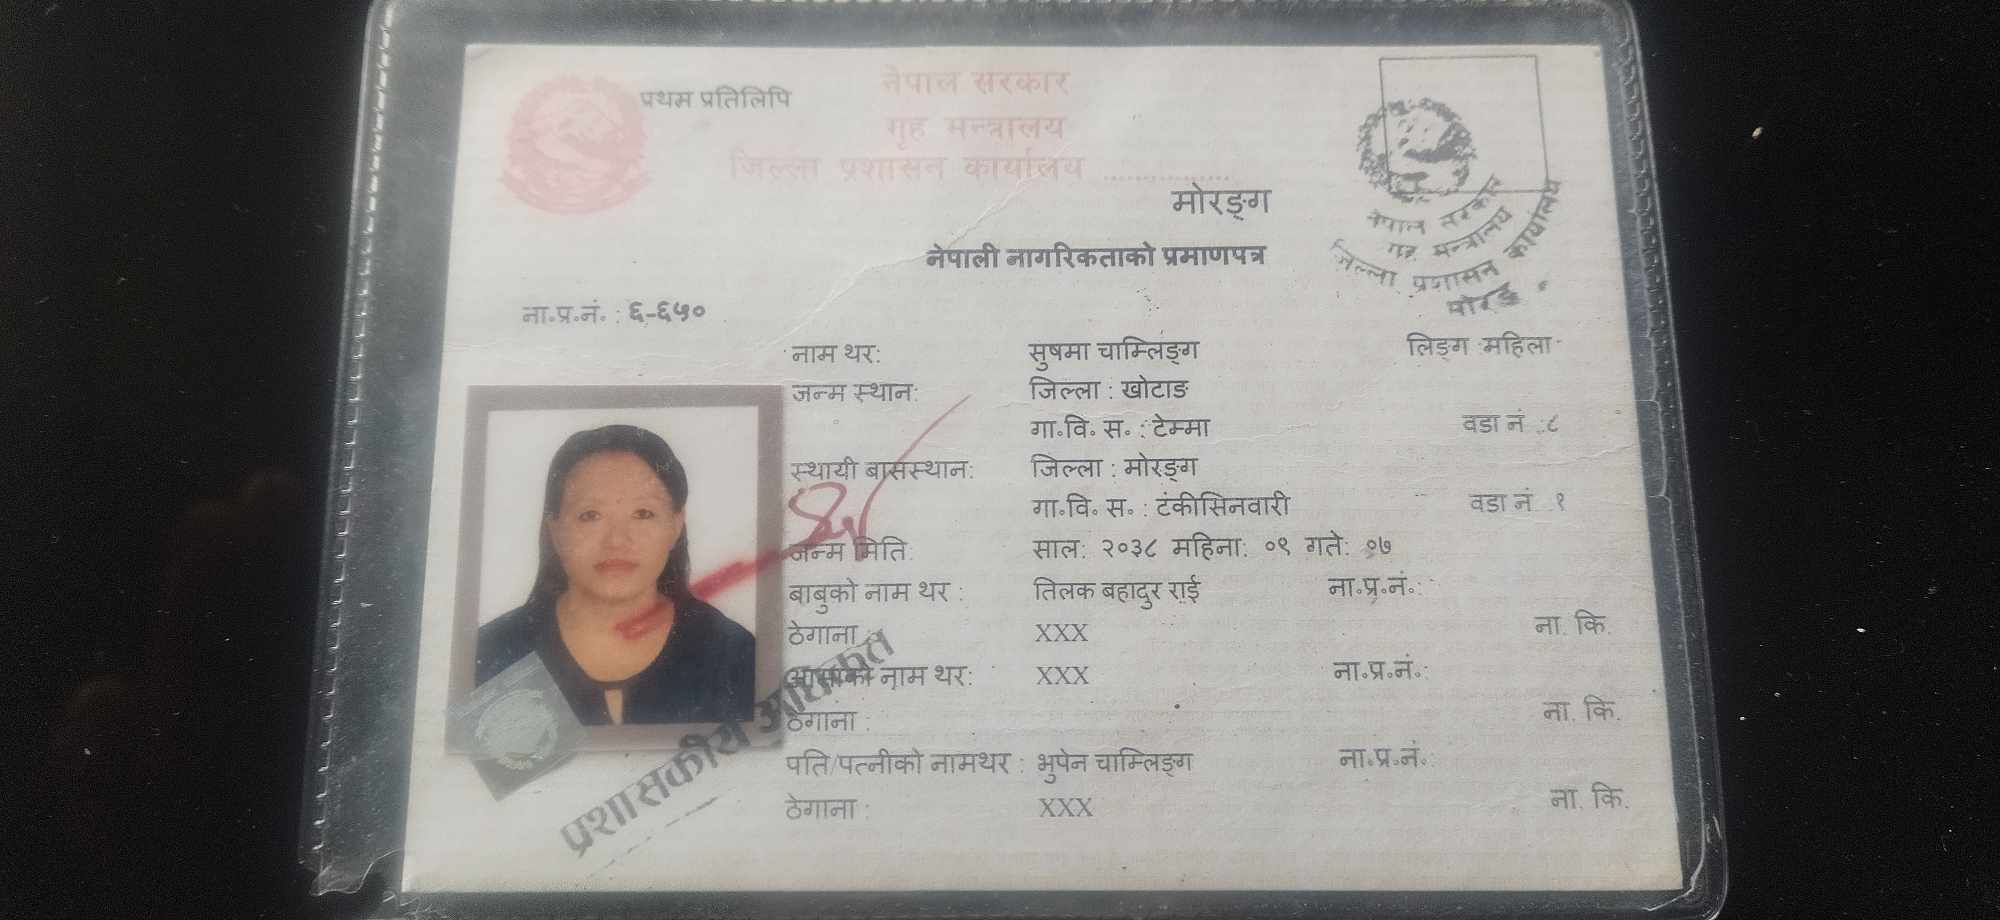 प्रथम प्रतिलिपि
नेपाल सरकार
गृह मन्त्रालय
जिल्ला प्रशासन कार्यालय ................
मोरङ्ग
नेपाल सरकार
गृह मन्त्रालय
जिल्ला प्रशासन कार्यालय
मोरङ
नेपाली नागरिकताको प्रमाणपत्र
ना॰प्र॰नं॰ : ६-६५०
नाम थर: सुषमा चाम्लिङ्ग लिङ्ग :महिला
जन्म स्थान: जिल्ला : खोटाङ
गा॰वि॰ स॰ : टेम्मा वडा नं :८
स्थायी बासस्थान: जिल्ला : मोरङ्ग
गा॰वि॰ स॰ : टंकीसिनवारी वडा नं :१
जन्म मिति: साल: २०३८ महिना: ०९ गते: ०७
बाबुको नाम थर : तिलक बहादुर राई ना॰प्र॰नं॰:
ठेगाना : XXX ना. कि.
आमाको नाम थर: XXX ना॰प्र॰नं॰:
ठेगाना : ना. कि.
पति/पत्नीको नामथर : भुपेन चाम्लिङ्ग ना॰प्र॰नं॰:
ठेगाना : XXX ना. कि.
प्रशासकीय अधिकृत